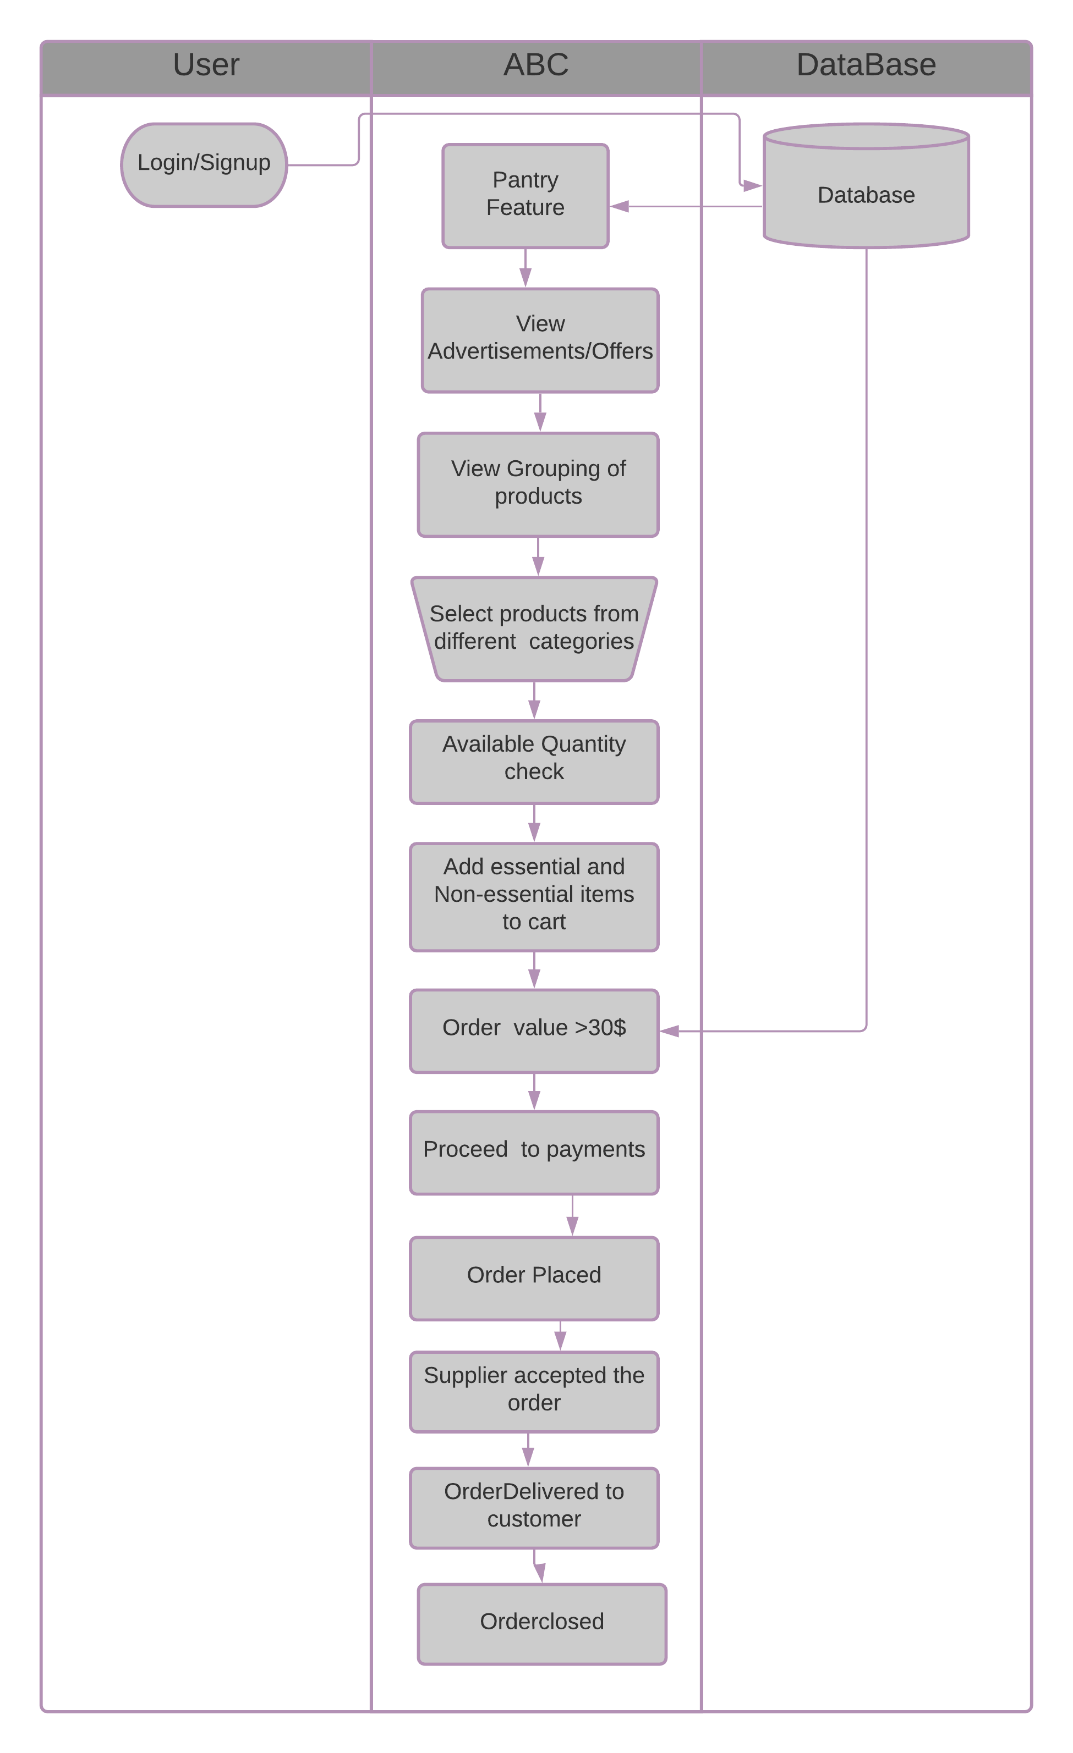 User
ABC
DataBase
Login/Signup
Pantry
Feature
Database
View
Advertisements/Offers
View Grouping of
products
Select products from
different  categories
Available Quantity
check
Add essential and
Non-essential items
to cart
Order  value >30$
Proceed  to payments
Order Placed
Supplier accepted the
order
OrderDelivered to
customer
Orderclosed